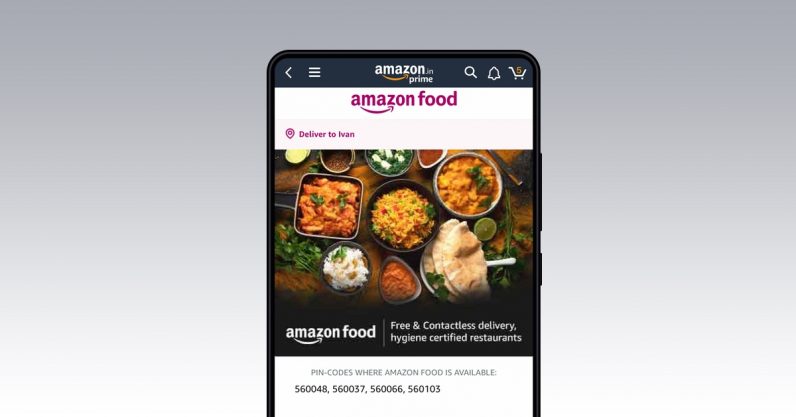 amazon.in
prime
5
amazon food
Deliver to Ivan
amazon food
Free & Contactless delivery,
hygiene certified restaurants
PIN-CODES WHERE AMAZON FOOD IS AVAILABLE:
560048, 560037, 560066, 560103